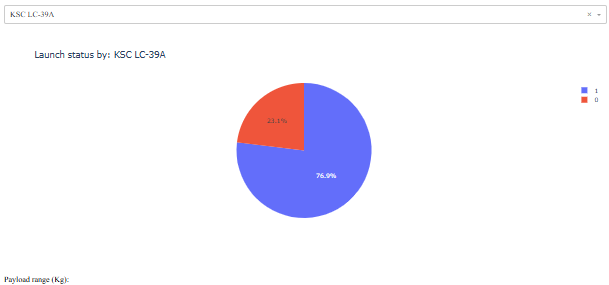 KSC LC-39A
Launch status by: KSC LC-39A
1
0
23.1%
76.9%
Payload range (Kg):